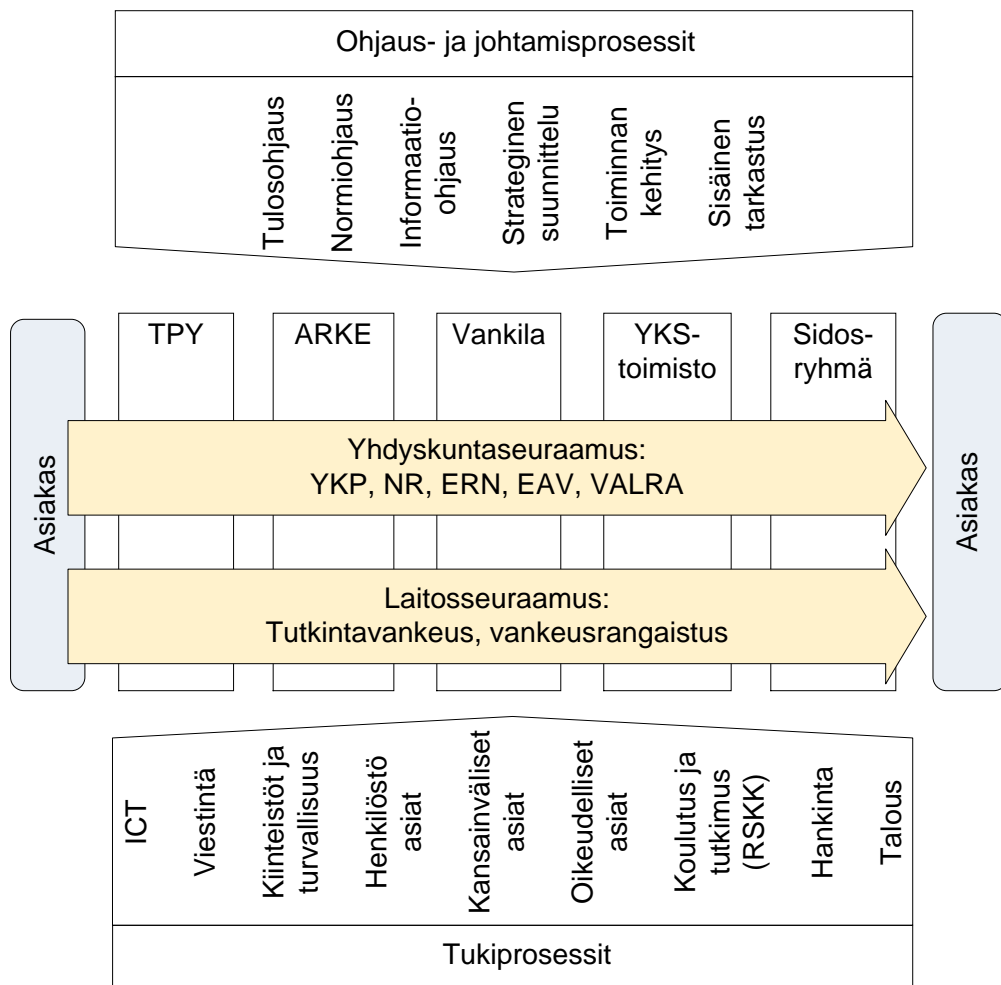 Ohjaus- ja johtamisprosessit
Tulosohjaus
Normiohjaus
Informaatio-
ohjaus
Strateginen
suunnittelu
Toiminnan
kehitys
Sisäinen
tarkastus
Asiakas
TPY
ARKE
Vankila
YKS-
toimisto
Sidos-
ryhmä
Yhdyskuntaseuraamus:
YKP, NR, ERN, EAV, VALRA
Laitosseuraamus:
Tutkintavankeus, vankeusrangaistus
Asiakas
ICT
Viestintä
Kiinteistöt ja
turvallisuus
Henkilöstö
asiat
Kansainväliset
asiat
Oikeudelliset
asiat
Koulutus ja
tutkimus
(RSKK)
Hankinta
Talous
Tukiprosessit